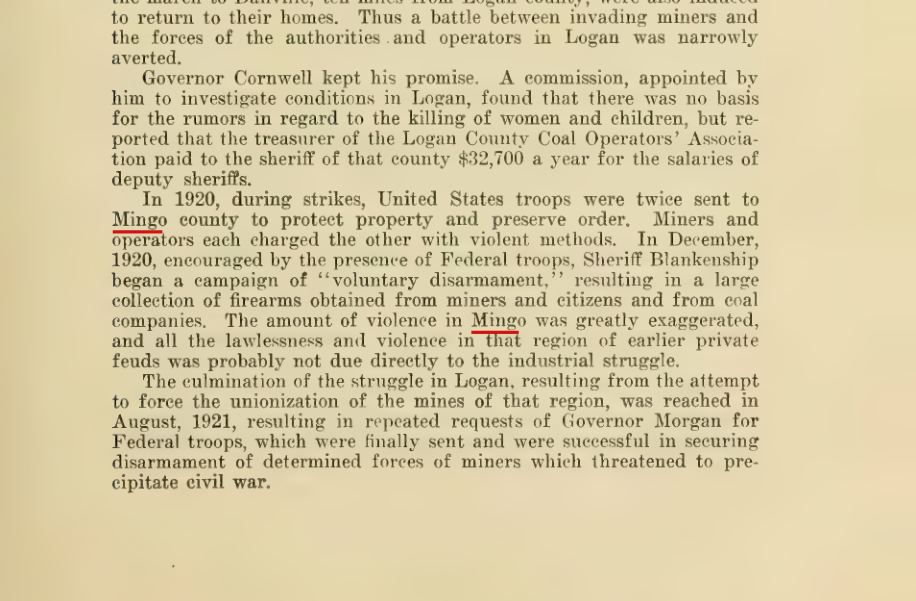 the march to Danville, ten miles from Logan county, were also induced
to return to their homes. Thus a battle between invading miners and
the forces of the authorities and operators in Logan was narrowly
averted.
Governor Cornwell kept his promise. A commission, appointed by
him to investigate conditions in Logan, found that there was no basis
for the rumors in regard to the killing of women and children, but re-
ported that the treasurer of the Logan County Coal Operators' Associa-
tion paid to the sheriff of that county $32,700 a year for the salaries of
deputy sheriffs.
In 1920, during strikes, United States troops were twice sent to
Mingo county to protect property and preserve order. Miners and
operators each charged the other with violent methods. In December,
1920, encouraged by the presence of Federal troops, Sheriff Blankenship
began a campaign of "voluntary disarmament," resulting in a large
collection of firearms obtained from miners and citizens and from coal
companies. The amount of violence in Mingo was greatly exaggerated,
and all the lawlessness and violence in that region of earlier private
feuds was probably not due directly to the industrial struggle.
The culmination of the struggle in Logan, resulting from the attempt
to force the unionization of the mines of that region, was reached in
August, 1921, resulting in repeated requests of Governor Morgan for
Federal troops, which were finally sent and were successful in securing
disarmament of determined forces of miners which threatened to pre-
cipitate civil war.